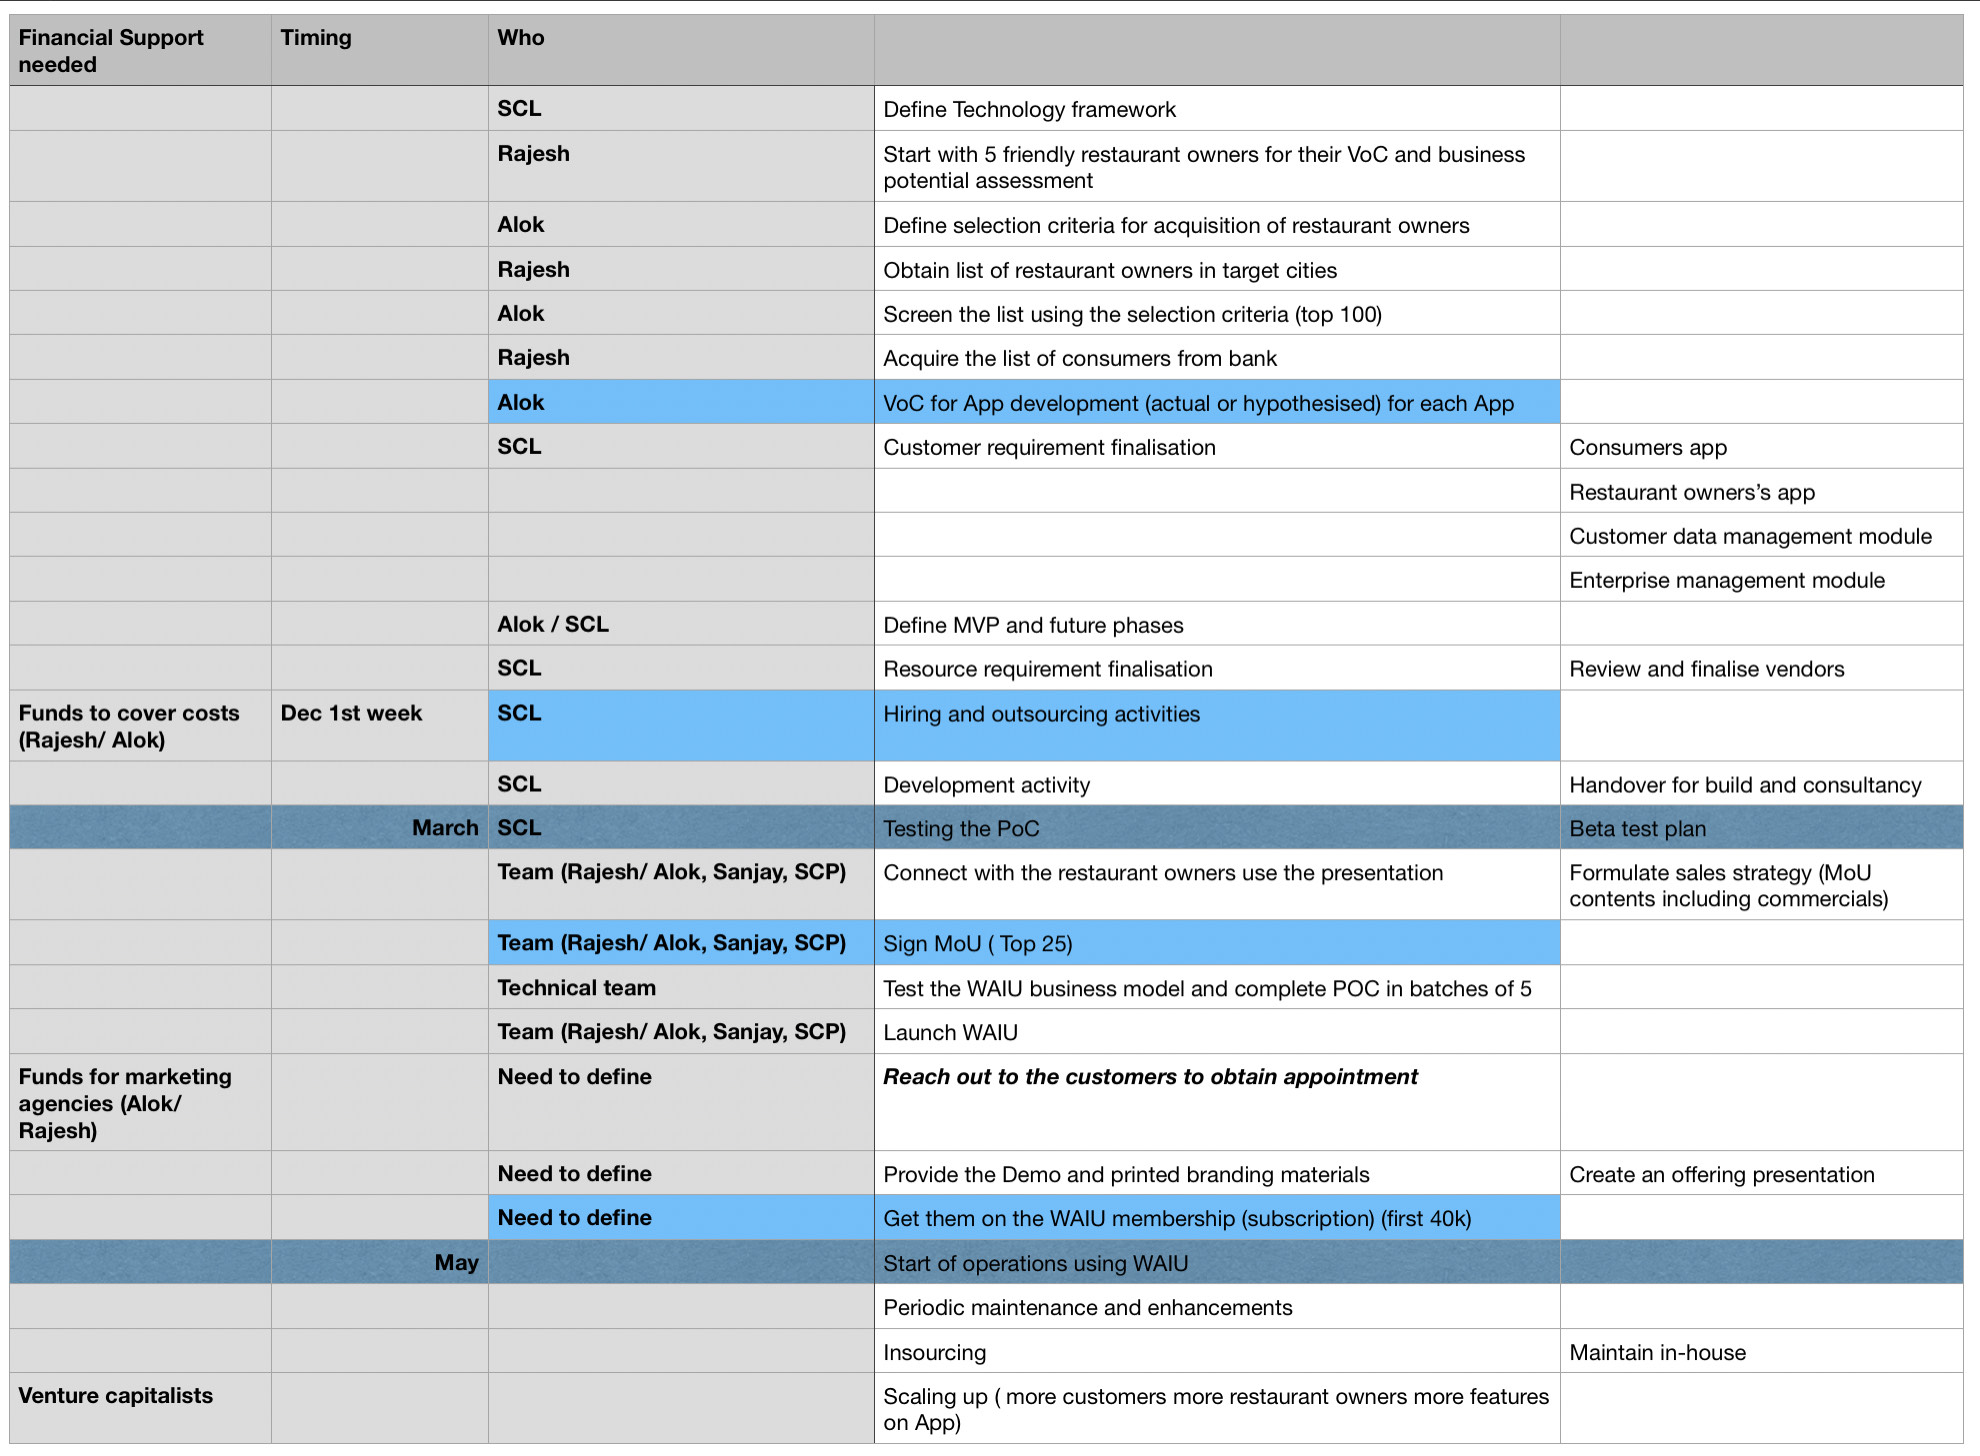 Financial Support needed Timing Who
SCL Define Technology framework
Rajesh Start with 5 friendly restaurant owners for their VoC and business
potential assessment
Alok Define selection criteria for acquisition of restaurant owners
Rajesh Obtain list of restaurant owners in target cities
Alok Screen the list using the selection criteria (top 100)
Rajesh Acquire the list of consumers from bank
Alok VoC for App development (actual or hypothesised) for each App
SCL Customer requirement finalisation Consumers app
Restaurant owners’s app
Customer data management module
Enterprise management module
Alok / SCL Define MVP and future phases
SCL Resource requirement finalisation Review and finalise vendors
Funds to cover costs
(Rajesh/ Alok) Dec 1st week SCL Hiring and outsourcing activities
SCL Development activity Handover for build and consultancy
March SCL Testing the PoC Beta test plan
Team (Rajesh/ Alok, Sanjay, SCP) Connect with the restaurant owners use the presentation Formulate sales strategy (MoU
contents including commercials)
Team (Rajesh/ Alok, Sanjay, SCP) Sign MoU ( Top 25)
Technical team Test the WAIU business model and complete POC in batches of 5
Team (Rajesh/ Alok, Sanjay, SCP) Launch WAIU
Funds for marketing
agencies (Alok/
Rajesh) Need to define Reach out to the customers to obtain appointment
Need to define Provide the Demo and printed branding materials Create an offering presentation
Need to define Get them on the WAIU membership (subscription) (first 40k)
May Start of operations using WAIU
Periodic maintenance and enhancements
Insourcing Maintain in-house
Venture capitalists Scaling up ( more customers more restaurant owners more features
on App)